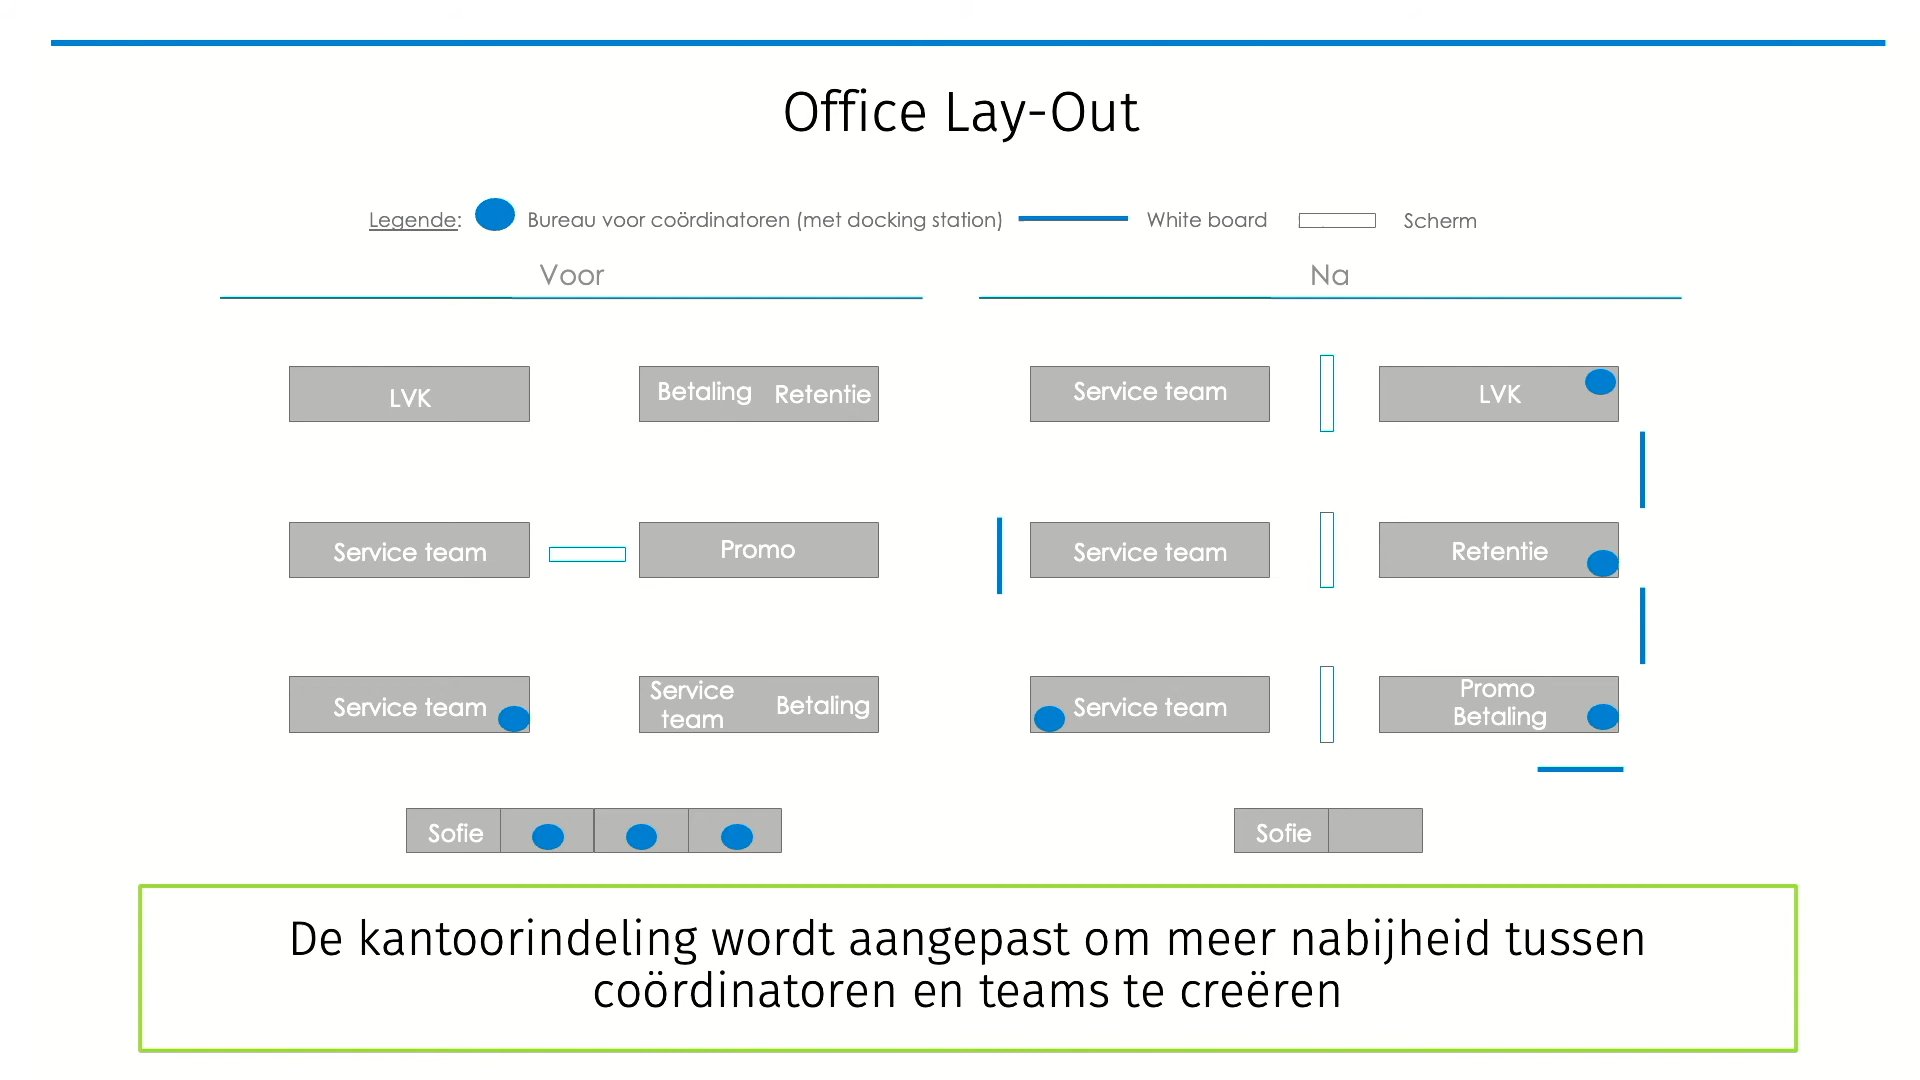 Office Lay-Out
Legende: Bureau voor coördinatoren (met docking station) White board Scherm
Voor
Na
LVK
Betaling Retentie
Service team
LVK
Service team
Promo
Service team
Retentie
Service team
Service
team
Betaling
Service team
Promo
Betaling
Sofie
Sofie
De kantoorindeling wordt aangepast om meer nabijheid tussen
coördinatoren en teams te creëren